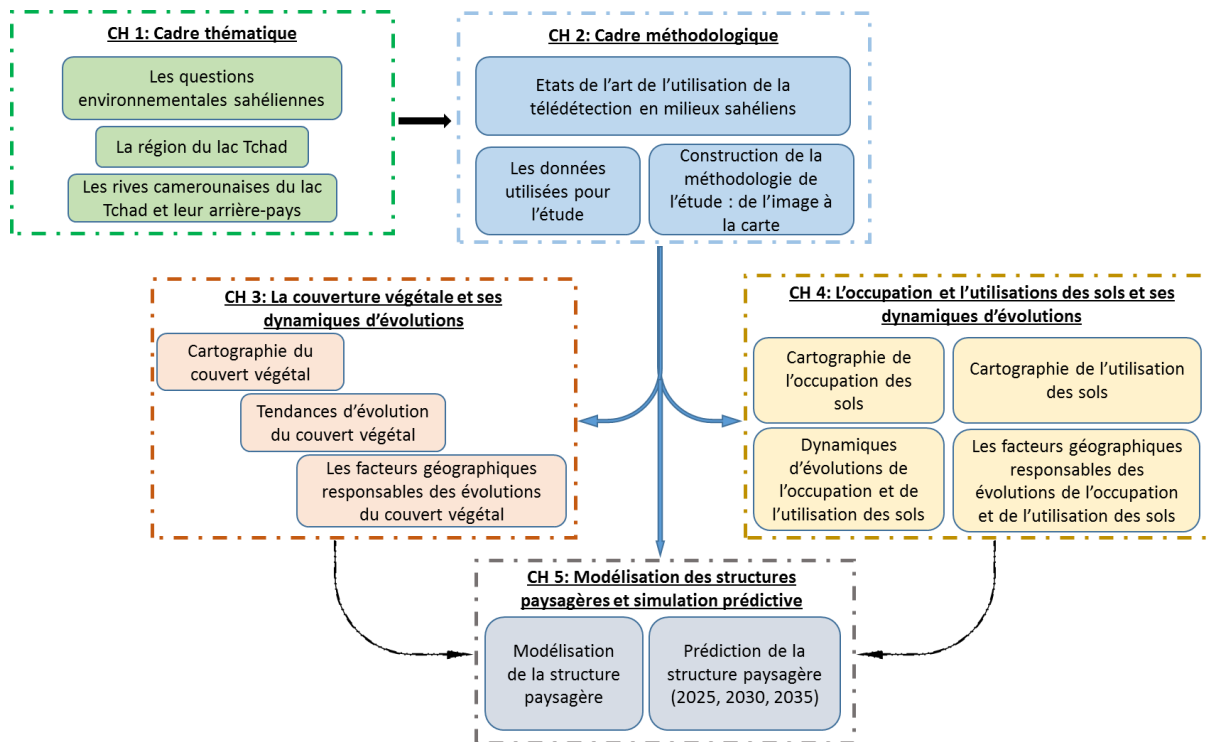 CH 1: Cadre thématique
Les questions
environnementales sahéliennes
La région du lac Tchad
Les rives camerounaises du lac
Tchad et leur arrière-pays
CH 2: Cadre méthodologique
Etats de l’art de l’utilisation de la
télédétection en milieux sahéliens
Les données
utilisées pour
l’étude
Construction de la
méthodologie de
l’étude : de l’image à
la carte
CH 3: La couverture végétale et ses
dynamiques d’évolutions
Cartographie du
couvert végétal
Tendances d’évolution
du couvert végétal
Les facteurs géographiques
responsables des évolutions
du couvert végétal
CH 4: L’occupation et l’utilisations des sols et ses
dynamiques d’évolutions
Cartographie de
l’occupation des
sols
Cartographie de l’utilisation
des sols
Dynamiques
d’évolutions de
l’occupation et de
l’utilisation des sols
Les facteurs géographiques
responsables des
évolutions de l’occupation
et de l’utilisation des sols
CH 5: Modélisation des structures
paysagères et simulation prédictive
Modélisation
de la structure
paysagère
Prédiction de la
structure paysagère
(2025, 2030, 2035)